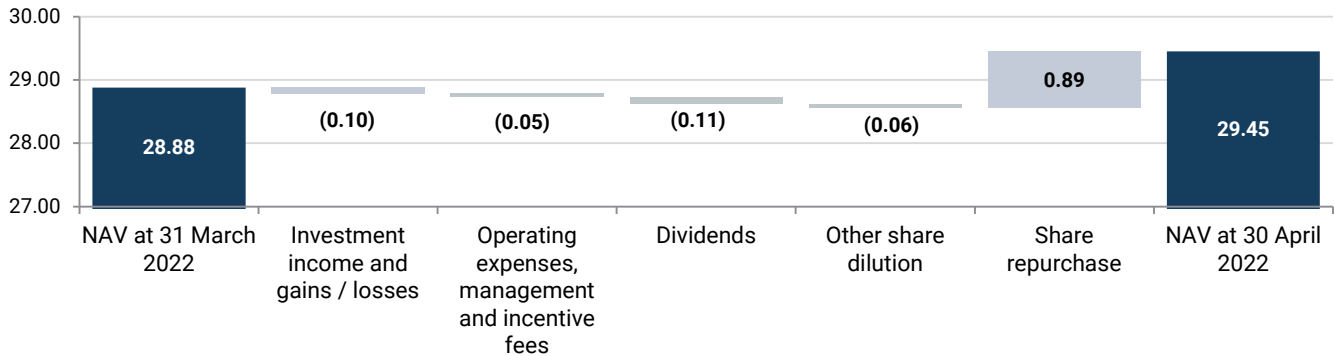 30.00
29.00
28.00
27.00
28.88
(0.10)
(0.05)
(0.11)
(0.06)
0.89
29.45
NAV at 31 March
2022
Investment
income and
gains / losses
Operating
expenses,
management
and incentive
fees
Dividends
Other share
dilution
Share
repurchase
NAV at 30 April
2022